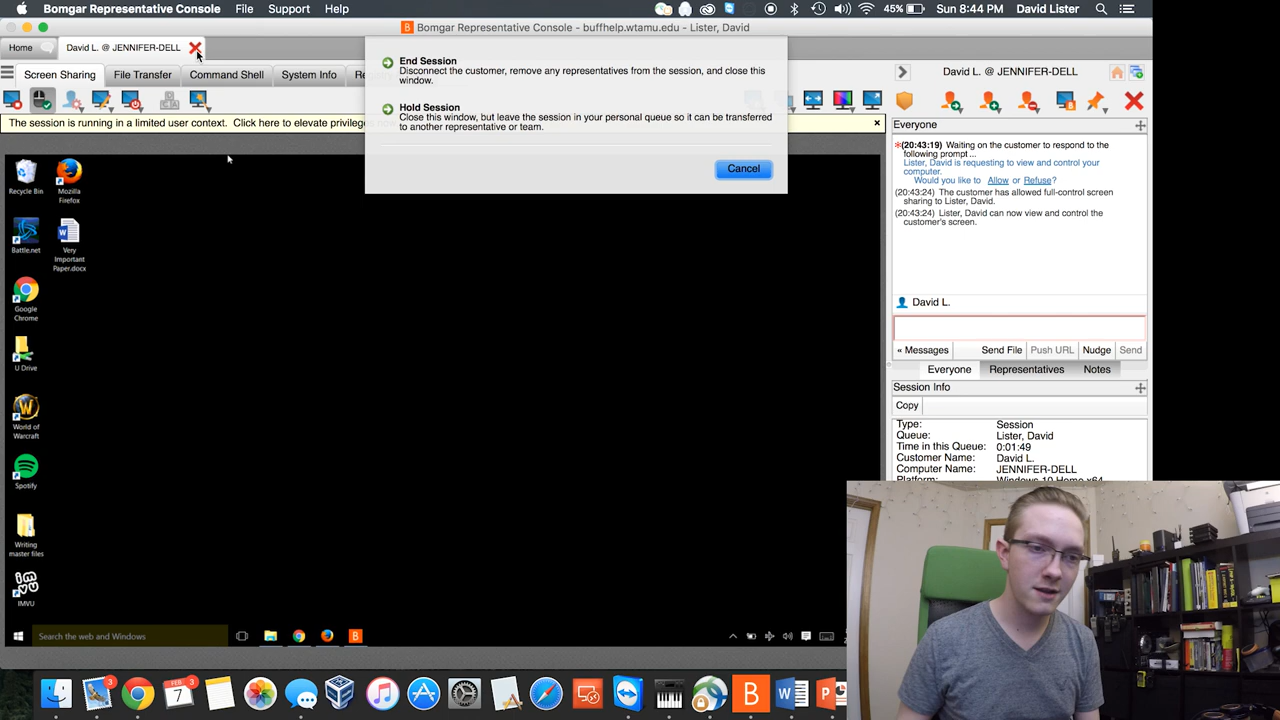 Bomgar Representative Console File Support Help
45% Sun 8:44 PM David Lister
Bomgar Representative Console - buffhelp.wtamu.edu - Lister, David
Home
David L. @ JENNIFER-DELL
Screen Sharing File Transfer Command Shell System Info
The session is running in a limited user context. Click here to elevate
End Session
Disconnect the customer, remove any representatives from the session, and close this
window.
Hold Session
Close this window, but leave the session in your personal queue so it can be transferred
to another representative or team.
Cancel
Recycle Bin
Mozilla
Firefox
Battle.net
Very
Important
Paper.docx
Google
Chrome
U Drive
World of
Warcraft
Spotify
Writing
master files
IMVU
Search the web and Windows
David L. @ JENNIFER-DELL
Everyone
*(20:43:19) Waiting on the customer to respond to the
following prompt...
Lister, David is requesting to view and control your
computer.
Would you like to Allow or Refuse?
(20:43:24) The customer has allowed full-control screen
sharing to Lister, David.
(20:43:24) Lister, David can now view and control the
customer's screen.
David L.
« Messages Send File Push URL Nudge Send
Everyone Representatives Notes
Session Info
Copy
Type: Session
Queue: Lister, David
Time in this Queue: 0:01:49
Customer Name: David L.
Computer Name: JENNIFER-DELL
Platform: Windows 10 Home x64
3
FEB
7
3
B
W
P